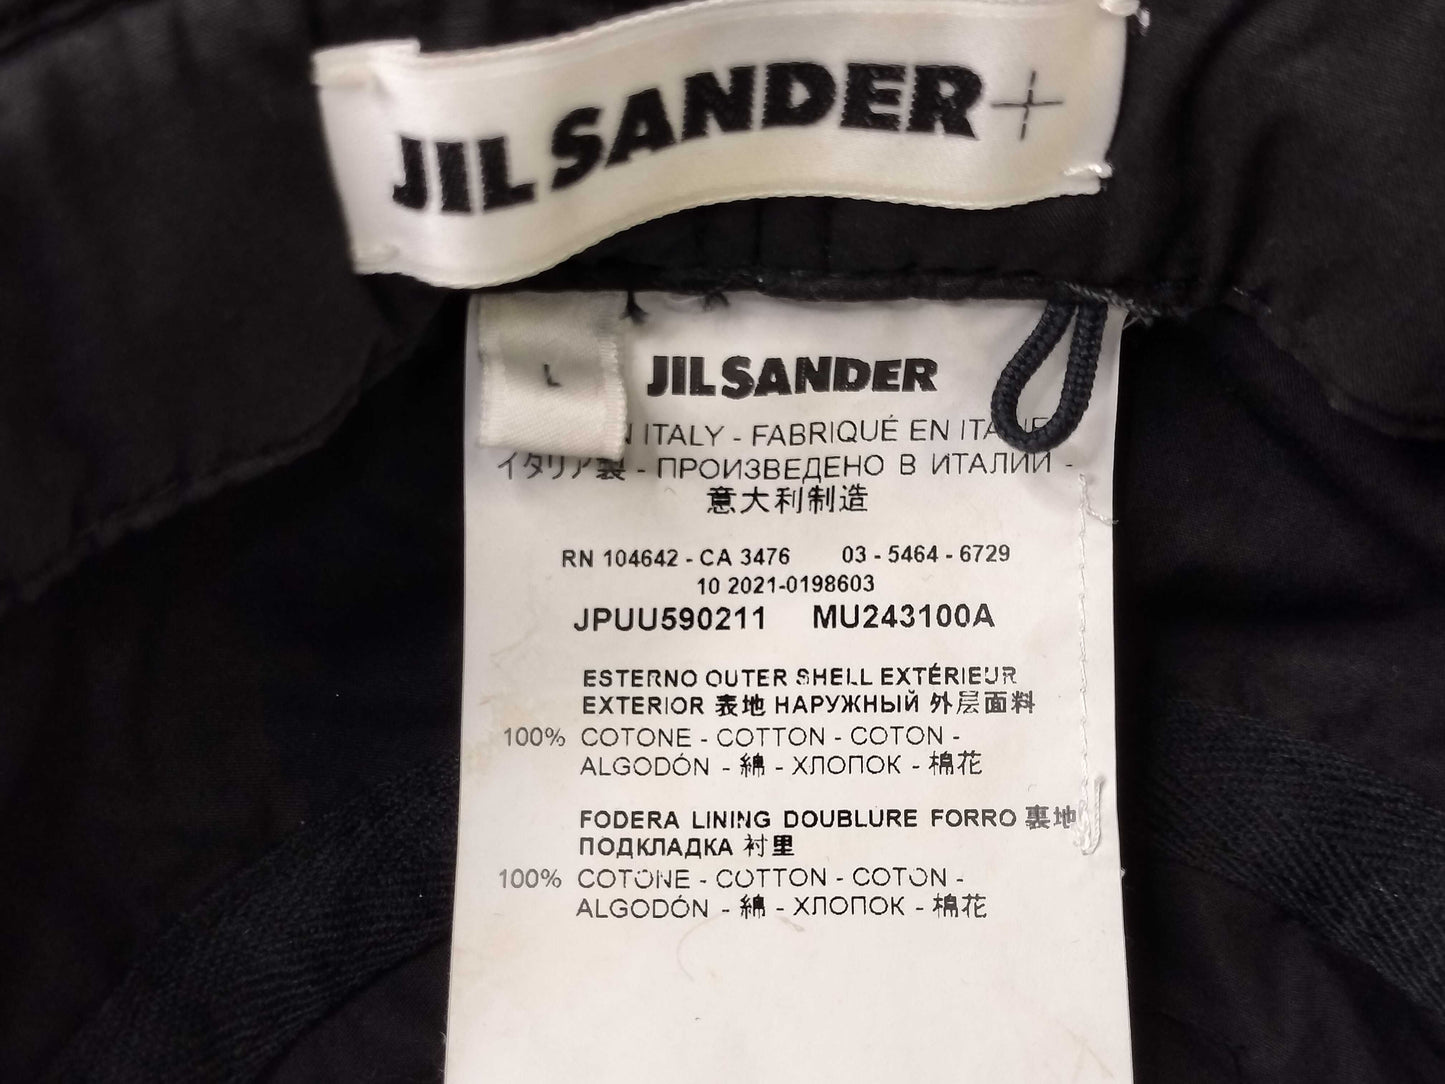 JIL SANDER+
L
JIL SANDER
ITALY - FABRIQUÉ EN
イタリア製 - ПРОИЗВЕДЕНО В ИТАЛИИ -
意大利制造
RN 104642 - CA 3476 03 - 5464 - 6729
10 2021-0198603
JPUU590211 MU243100A
ESTERNO OUTER SHELL EXTÉRIEUR
EXTERIOR 表地 НАРУЖНЫЙ 外层面料
100% COTONE - COTTON - COTON -
ALGODÓN - 綿 - ХЛОПОК - 棉花
FODERA LINING DOUBLURE FORRO 裏地
ПОДКЛАДКА 衬里
100% COTONE - COTTON - COTON -
ALGODÓN - 綿 - ХЛОПОК - 棉花